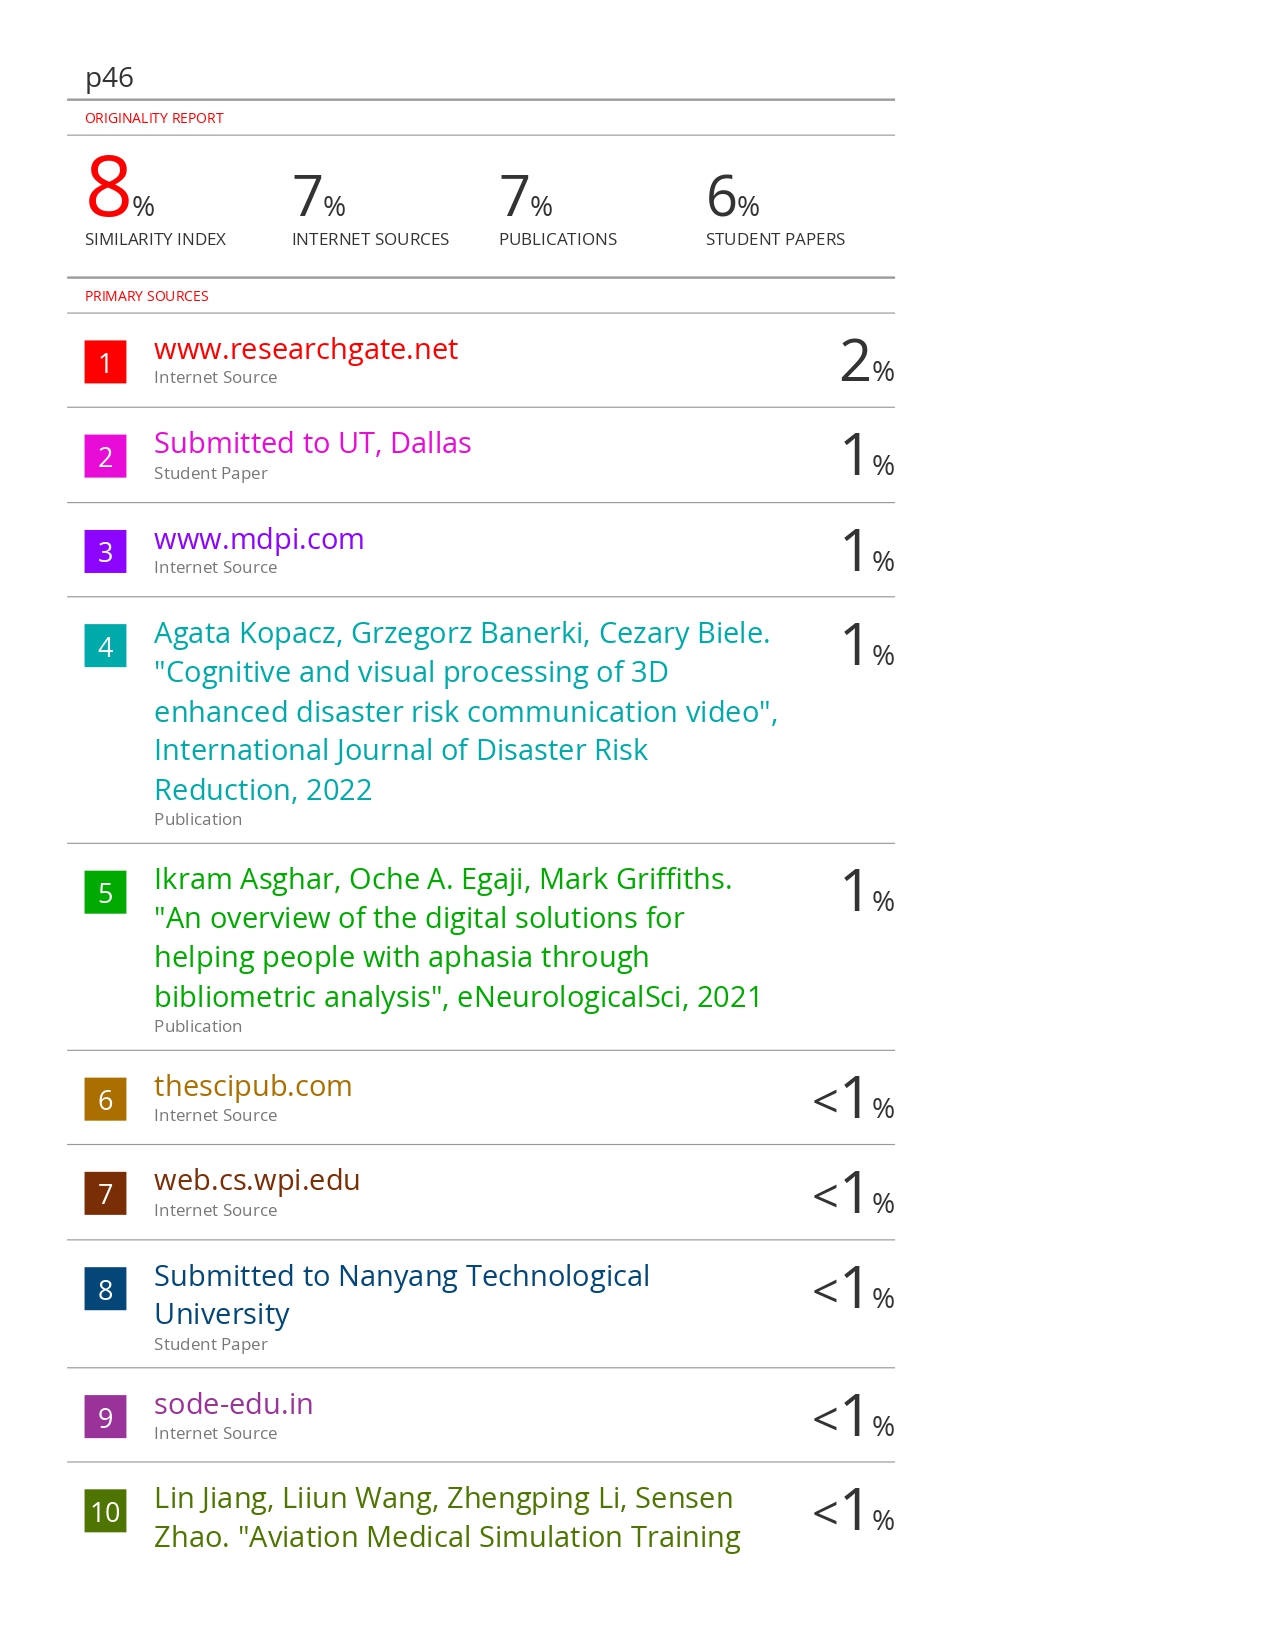 p46
ORIGINALITY REPORT
8% 7% 7% 6%
SIMILARITY INDEX INTERNET SOURCES PUBLICATIONS STUDENT PAPERS
PRIMARY SOURCES
1 www.researchgate.net 2%
Internet Source
2 Submitted to UT, Dallas 1%
Student Paper
3 www.mdpi.com 1%
Internet Source
4 Agata Kopacz, Grzegorz Banerki, Cezary Biele. 1%
"Cognitive and visual processing of 3D
enhanced disaster risk communication video",
International Journal of Disaster Risk
Reduction, 2022
Publication
5 Ikram Asghar, Oche A. Egaji, Mark Griffiths. 1%
"An overview of the digital solutions for
helping people with aphasia through
bibliometric analysis", eNeurologicalSci, 2021
Publication
6 thescipub.com <1%
Internet Source
7 web.cs.wpi.edu <1%
Internet Source
8 Submitted to Nanyang Technological <1%
University
Student Paper
9 sode-edu.in <1%
Internet Source
10 Lin Jiang, Liiun Wang, Zhengping Li, Sensen <1%
Zhao. "Aviation Medical Simulation Training